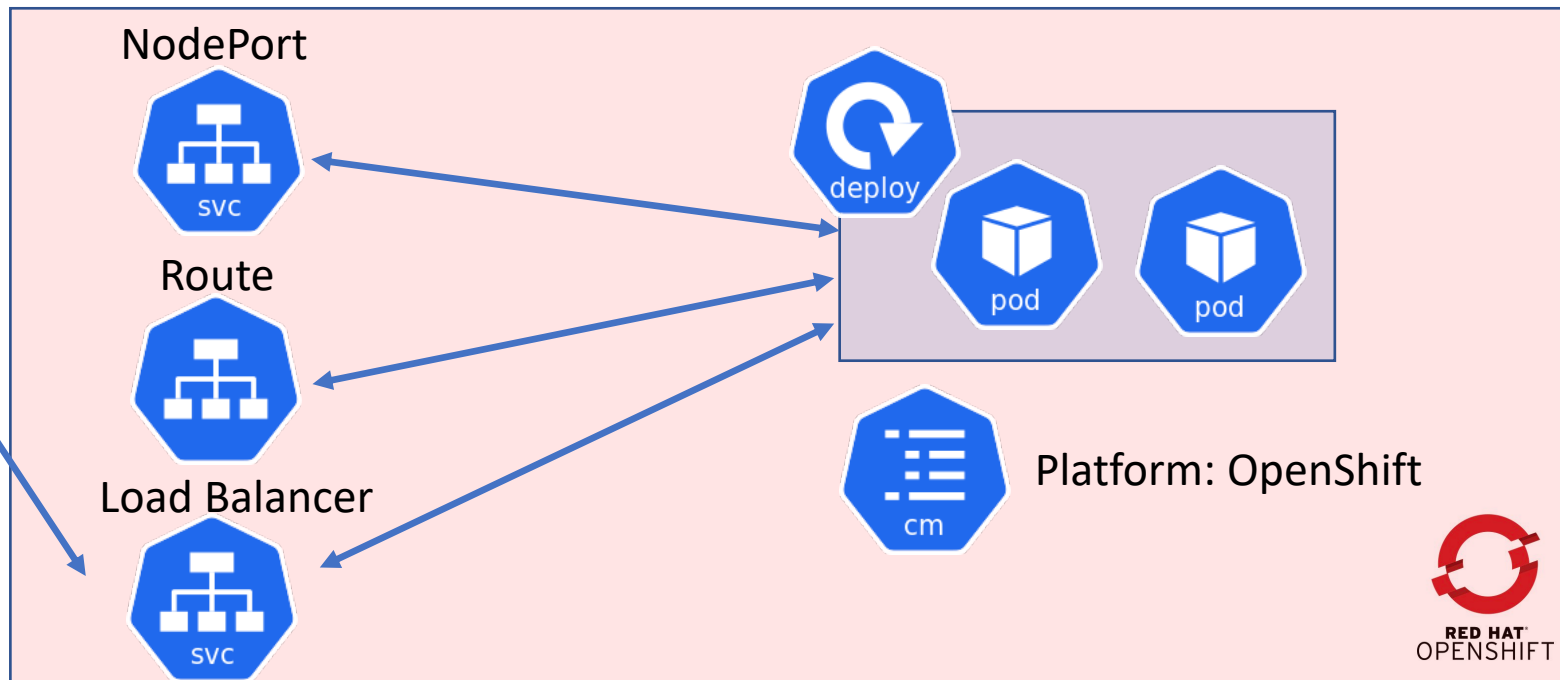 NodePort
svc
Route
Load Balancer
svc
deploy
pod
pod
cm
Platform: OpenShift
RED HAT®
OPENSHIFT